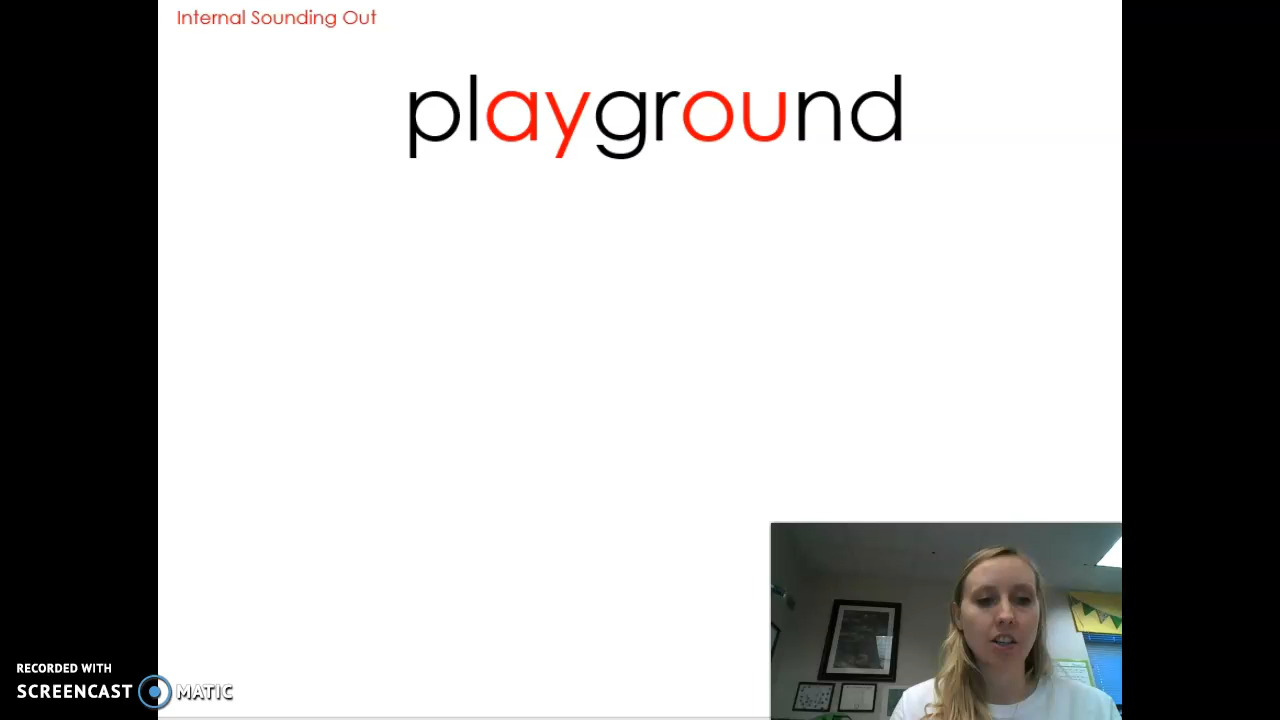 Internal Sounding Out
playground
RECORDED WITH
SCREENCAST MATIC